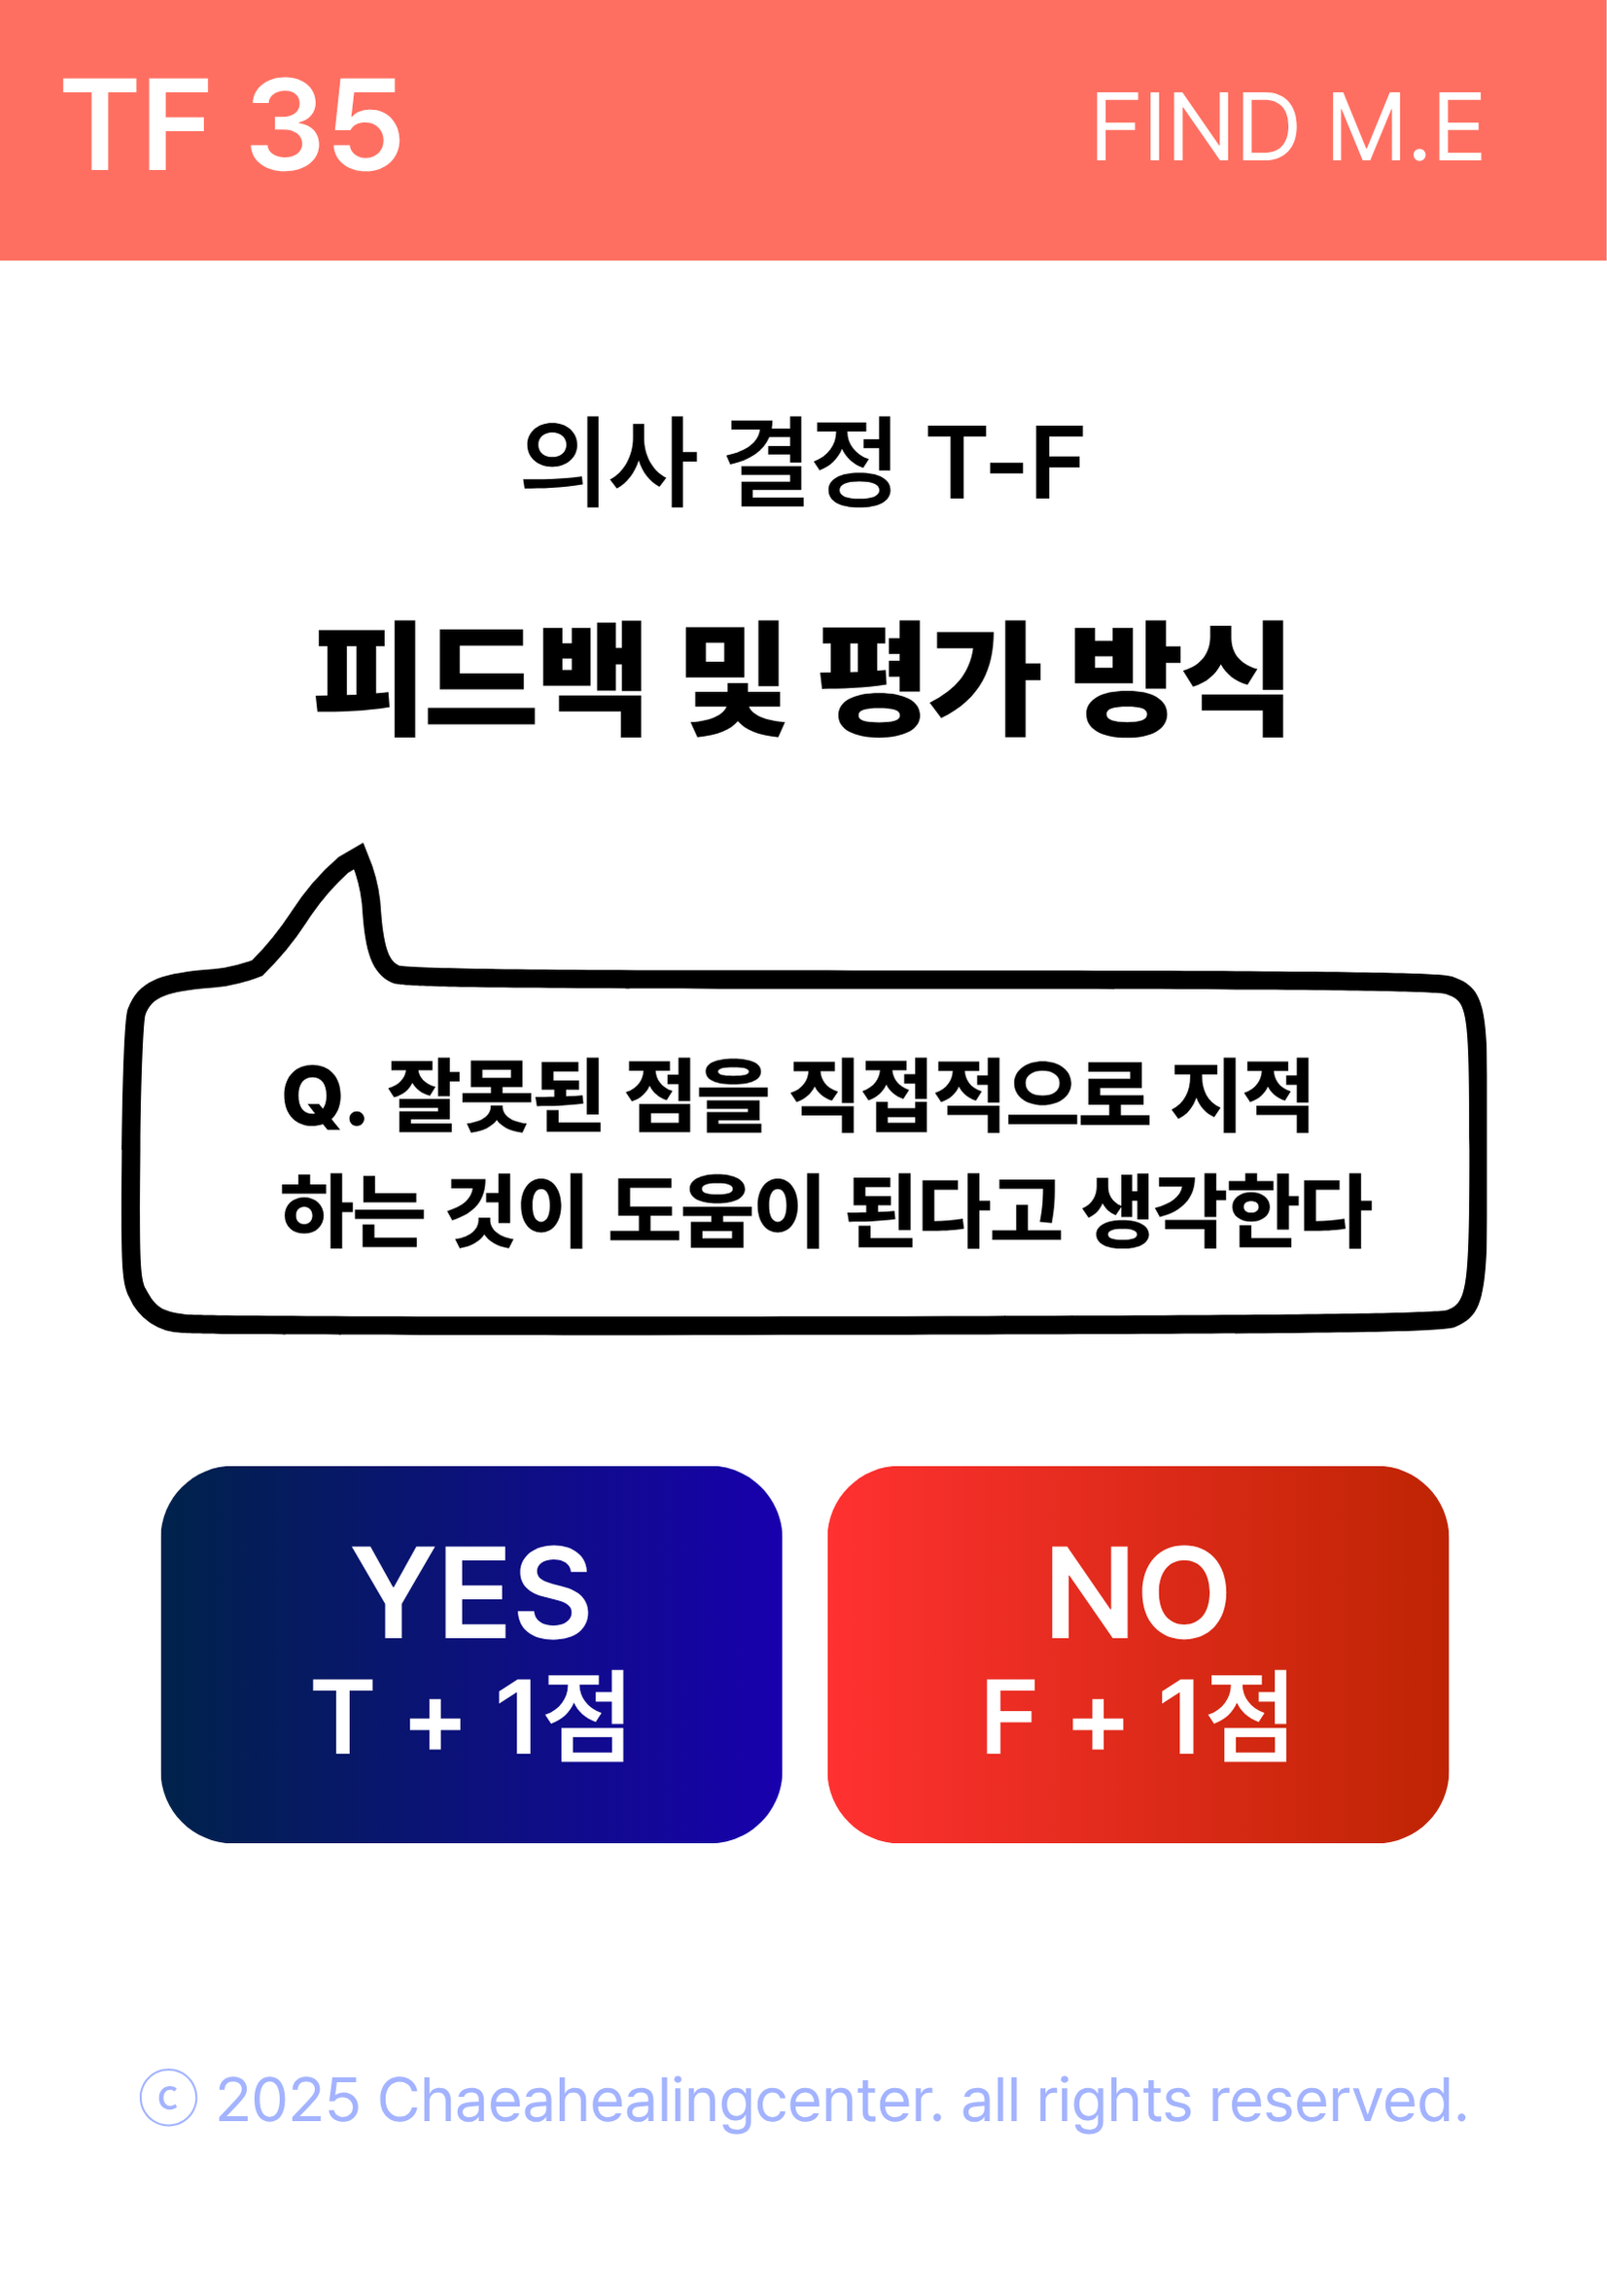 TF 35
FIND M.E
의사 결정 T-F
피드백 및 평가 방식
Q. 잘못된 점을 직접적으로 지적
하는 것이 도움이 된다고 생각한다
YES
T + 1점
NO
F + 1점
ⓒ 2025 Chaeahealingcenter. all rights reserved.